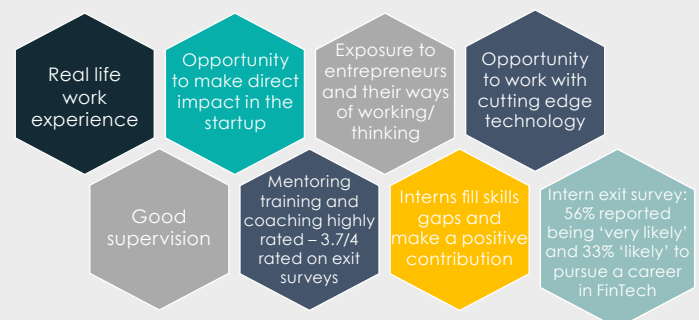 Real life
work
experience
Opportunity
to make direct
impact in the
startup
Exposure to
entrepreneurs
and their ways
of working/
thinking
Opportunity
to work with
cutting edge
technology
Good
supervision
Mentoring
training and
coaching highly
rated – 3.7/4
rated on exit
surveys
Interns fill skills
gaps and
make a positive
contribution
Intern exit survey:
56% reported
being ‘very likely’
and 33% ‘likely’ to
pursue a career
in FinTech